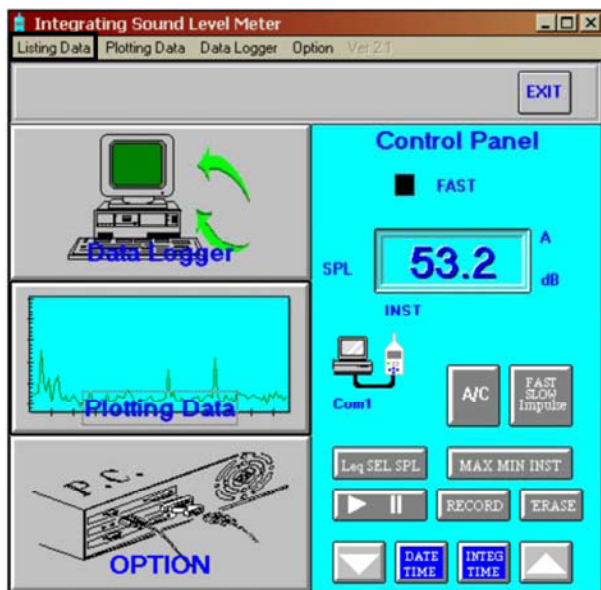 Integrating Sound Level Meter
Listing Data Plotting Data Data Logger Option Ver 2.1
EXIT
Data Logger
Plotting Data
P.C.
OPTION
Control Panel
FAST
A
SPL 53.2
dB
INST
Com1
A/C
FAST
SLOW
Impulse
Leq SEL SPL MAX MIN INST
RECORD ERASE
DATE
TIME
INTEG
TIME